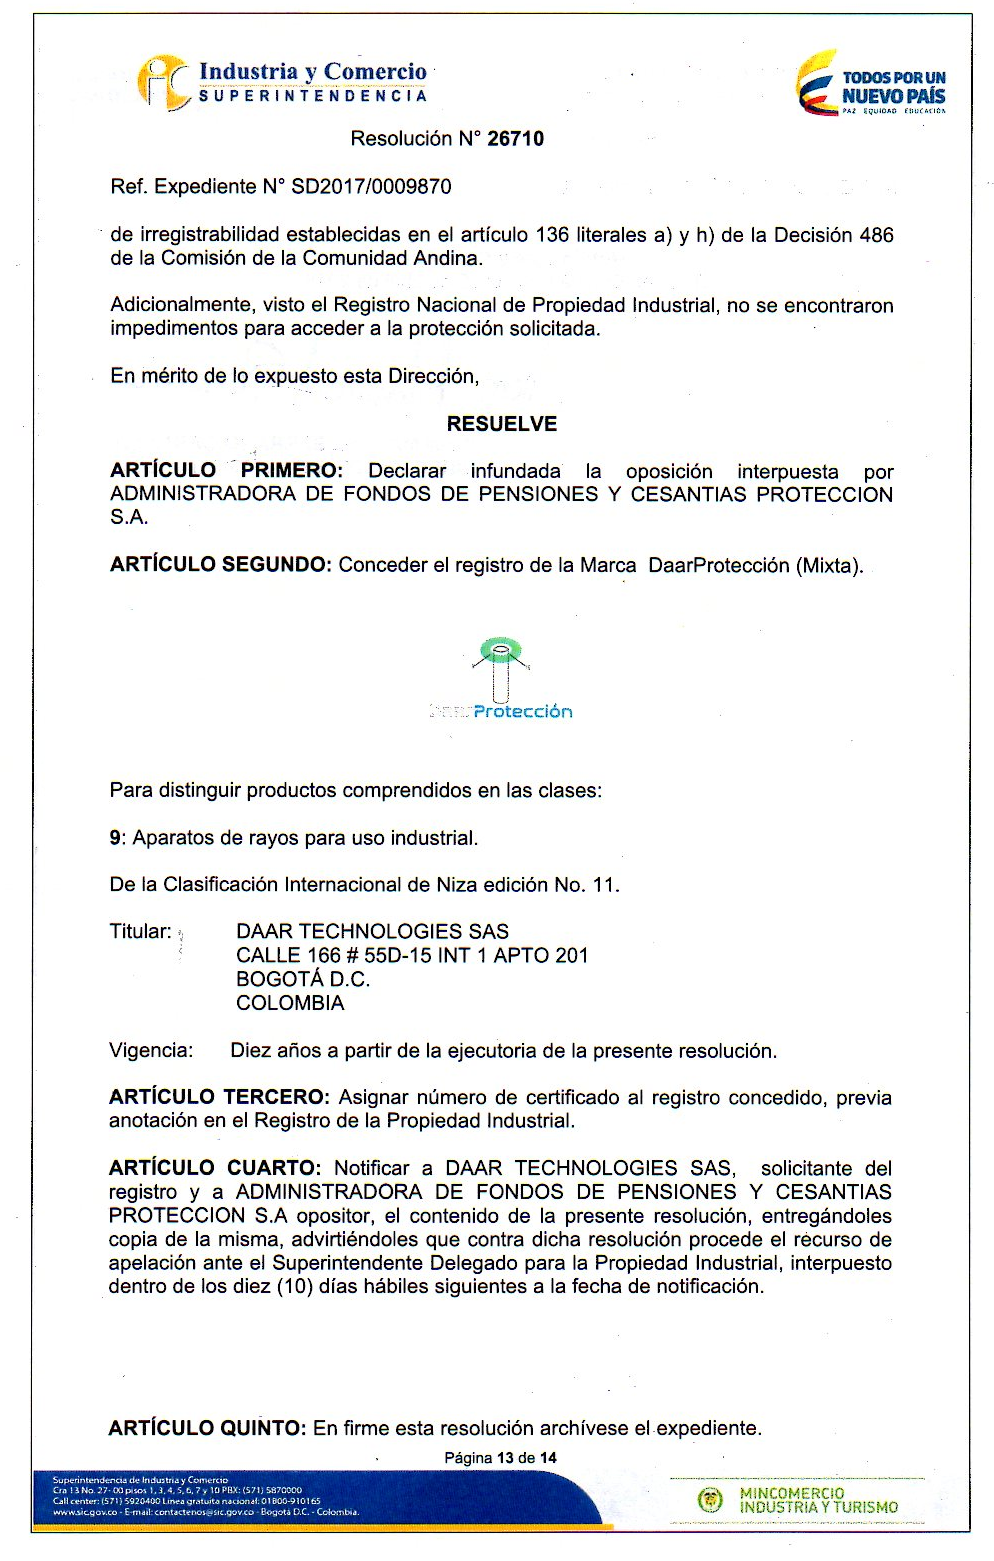 Industria y Comercio
SUPERINTENDENCIA
TODOS POR UN
NUEVO PAÍS
PAZ EQUIDAD EDUCACIÓN
Resolución N° 26710
Ref. Expediente N° SD2017/0009870
de irregistrabilidad establecidas en el artículo 136 literales a) y h) de la Decisión 486
de la Comisión de la Comunidad Andina.
Adicionalmente, visto el Registro Nacional de Propiedad Industrial, no se encontraron
impedimentos para acceder a la protección solicitada.
En mérito de lo expuesto esta Dirección,
RESUELVE
ARTÍCULO PRIMERO: Declarar infundada la oposición interpuesta por
ADMINISTRADORA DE FONDOS DE PENSIONES Y CESANTIAS PROTECCION
S.A.
ARTÍCULO SEGUNDO: Conceder el registro de la Marca DaarProtección (Mixta).
DaarProtección
Para distinguir productos comprendidos en las clases:
9: Aparatos de rayos para uso industrial.
De la Clasificación Internacional de Niza edición No. 11.
Titular: DAAR TECHNOLOGIES SAS
CALLE 166 # 55D-15 INT 1 APTO 201
BOGOTÁ D.C.
COLOMBIA
Vigencia: Diez años a partir de la ejecutoria de la presente resolución.
ARTÍCULO TERCERO: Asignar número de certificado al registro concedido, previa
anotación en el Registro de la Propiedad Industrial.
ARTÍCULO CUARTO: Notificar a DAAR TECHNOLOGIES SAS, solicitante del
registro y a ADMINISTRADORA DE FONDOS DE PENSIONES Y CESANTIAS
PROTECCION S.A opositor, el contenido de la presente resolución, entregándoles
copia de la misma, advirtiéndoles que contra dicha resolución procede el recurso de
apelación ante el Superintendente Delegado para la Propiedad Industrial, interpuesto
dentro de los diez (10) días hábiles siguientes a la fecha de notificación.
ARTÍCULO QUINTO: En firme esta resolución archívese el expediente.
Página 13 de 14
Superintendencia de Industria y Comercio
Cra 13 No. 27- 00 pisos 1, 3, 4, 5, 6, 7 y 10 PBX: (571) 5870000
Call center: (571) 5920400 Linea gratuita nacional: 01800-910165
www.sic.gov.co - E-mail: contactenos@sic.gov.co - Bogotá D.C. - Colombia.
MINCOMERCIO
INDUSTRIA Y TURISMO